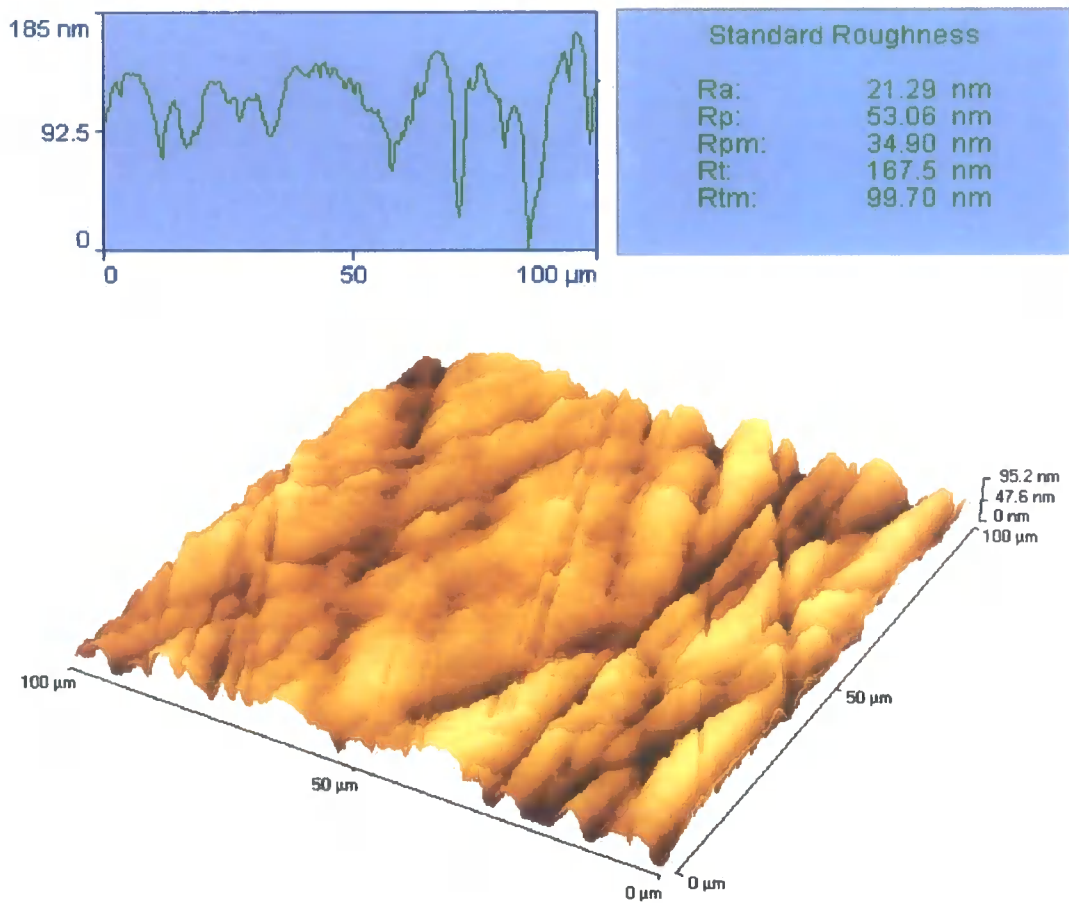 185 nm
92.5
0
0 50 100 µm
Standard Roughness
Ra: 21.29 nm
Rp: 53.06 nm
Rpm: 34.90 nm
Rt: 167.5 nm
Rtm: 99.70 nm
95.2 nm
47.6 nm
0 nm
100 µm
100 µm
50 µm
50 µm
0 µm
0 µm